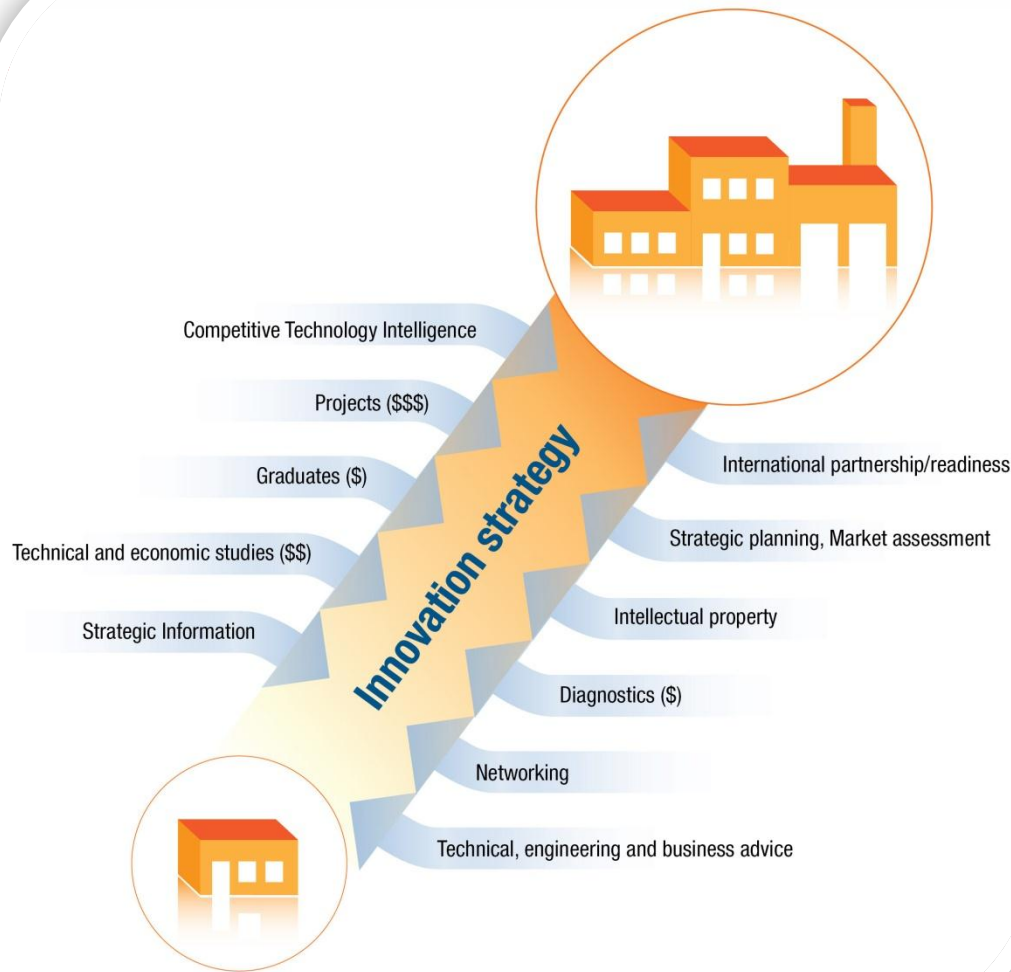 Competitive Technology Intelligence
Projects ($$$)
Graduates ($)
Technical and economic studies ($$)
Strategic Information
Innovation strategy
International partnership/readiness
Strategic planning, Market assessment
Intellectual property
Diagnostics ($)
Networking
Technical, engineering and business advice